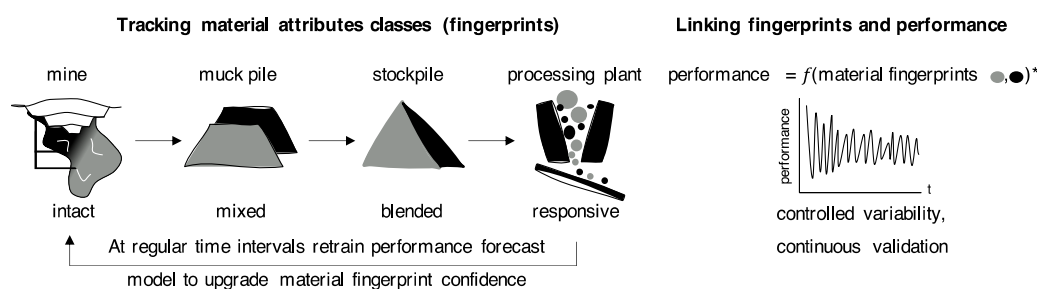 Tracking material attributes classes (fingerprints)
Linking fingerprints and performance
mine
muck pile
stockpile
processing plant
performance = f(material fingerprints , )*
intact
mixed
blended
responsive
performance
t
controlled variability,
continuous validation
At regular time intervals retrain performance forecast
model to upgrade material fingerprint confidence